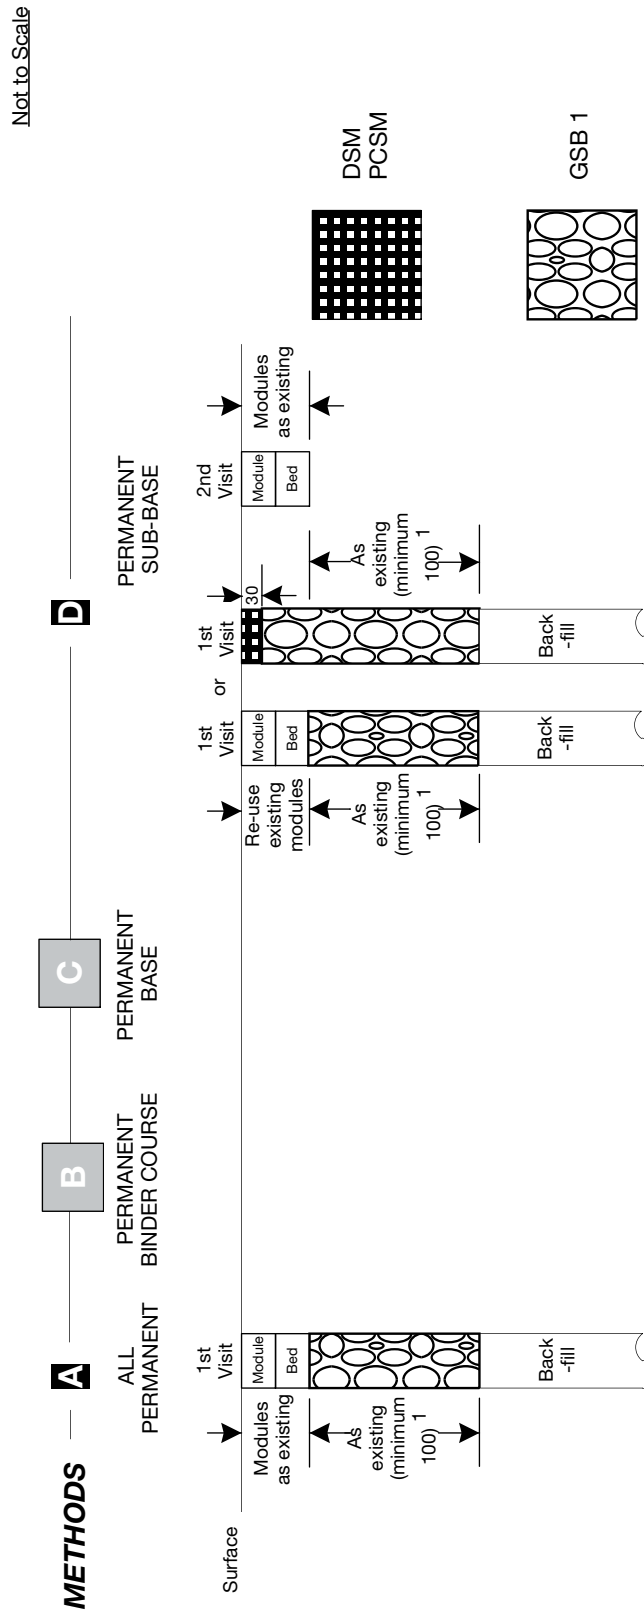 Not to Scale
METHODS
A
ALL
PERMANENT
B
PERMANENT
BINDER COURSE
C
PERMANENT
BASE
D
PERMANENT
SUB-BASE
Surface
Modules
as existing
As
existing
(minimum
100) 1
1st
Visit
Module
Bed
Back
-fill
Re-use
existing
modules
As
existing
(minimum
100) 1
1st
Visit
Module
Bed
Back
-fill
or
1st
Visit
30
Back
-fill
As
existing
(minimum
100) 1
2nd
Visit
Module
Bed
Modules
as existing
DSM
PCSM
GSB 1